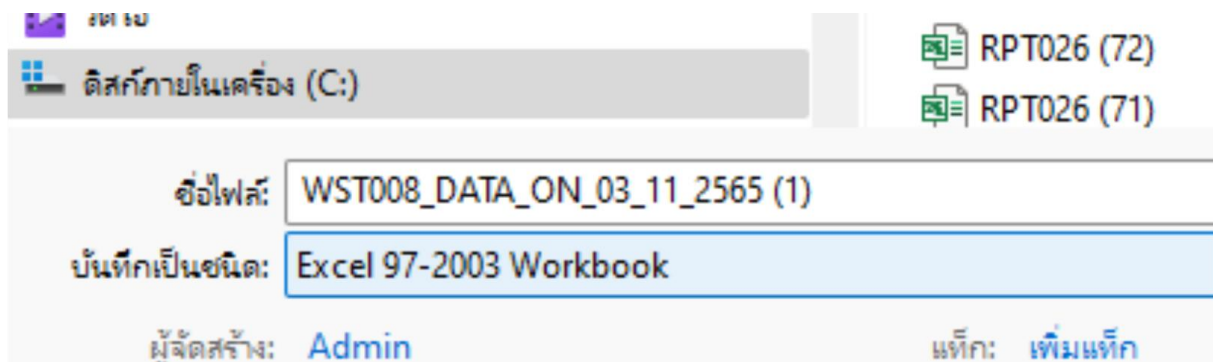 RPT026 (72)
ดิสก์ภายในเครื่อง (C:)
RPT026 (71)
ชื่อไฟล์: WST008_DATA_ON_03_11_2565 (1)
บันทึกเป็นชนิด: Excel 97-2003 Workbook
ผู้จัดสร้าง: Admin แท็ก: เพิ่มแท็ก